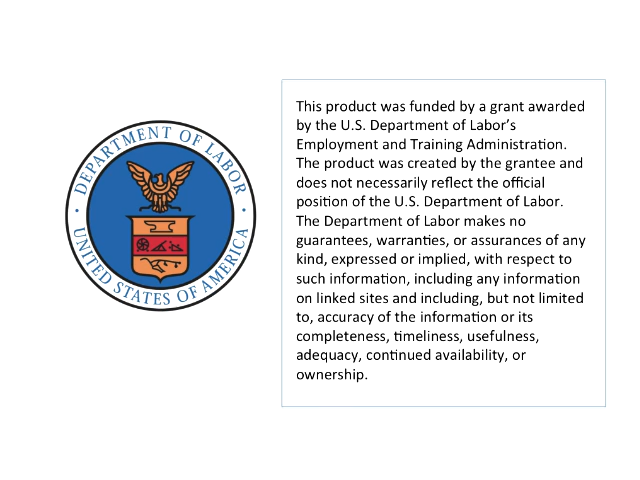 DEPARTMENT OF LABOR
UNITED STATES OF AMERICA
This product was funded by a grant awarded
by the U.S. Department of Labor’s
Employment and Training Administration.
The product was created by the grantee and
does not necessarily reflect the official
position of the U.S. Department of Labor.
The Department of Labor makes no
guarantees, warranties, or assurances of any
kind, expressed or implied, with respect to
such information, including any information
on linked sites and including, but not limited
to, accuracy of the information or its
completeness, timeliness, usefulness,
adequacy, continued availability, or
ownership.